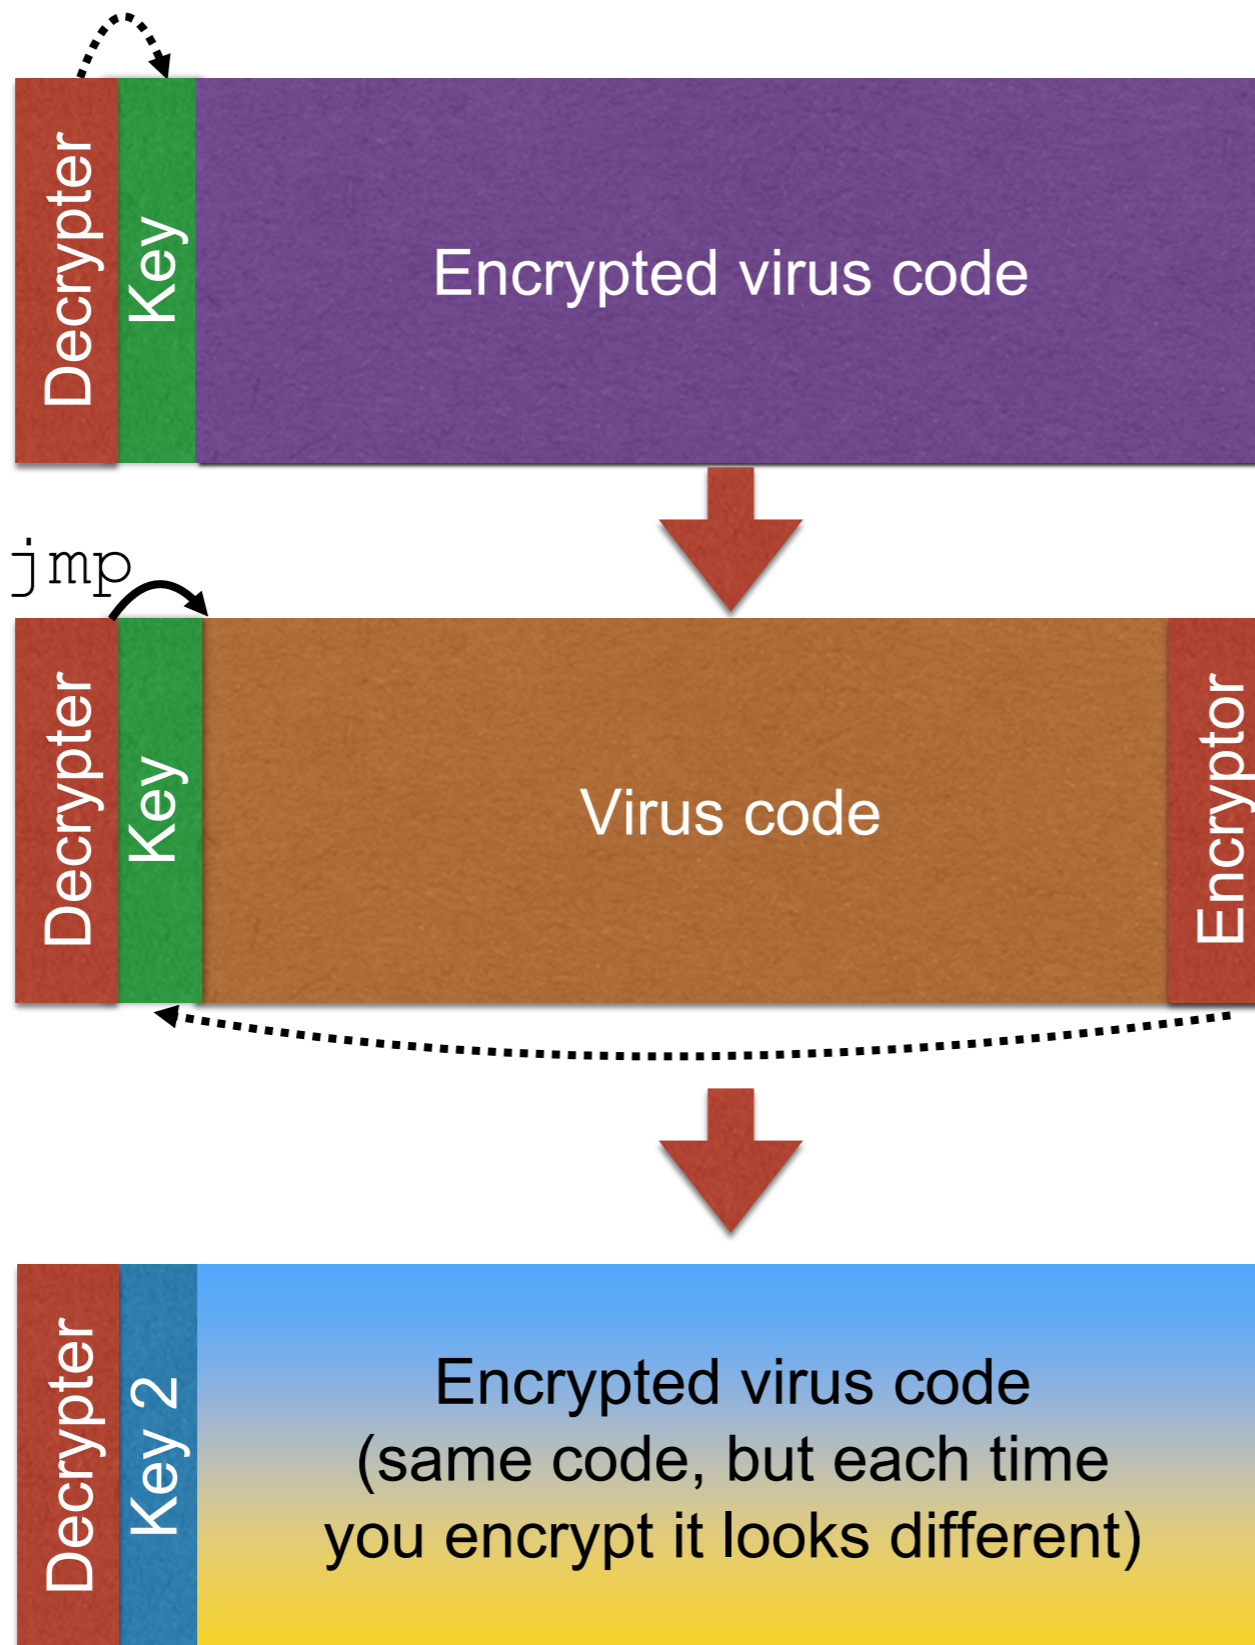 Decrypter
Key
Encrypted virus code
jmp
Decrypter
Key
Virus code
Encryptor
Decrypter
Key 2
Encrypted virus code
(same code, but each time
you encrypt it looks different)